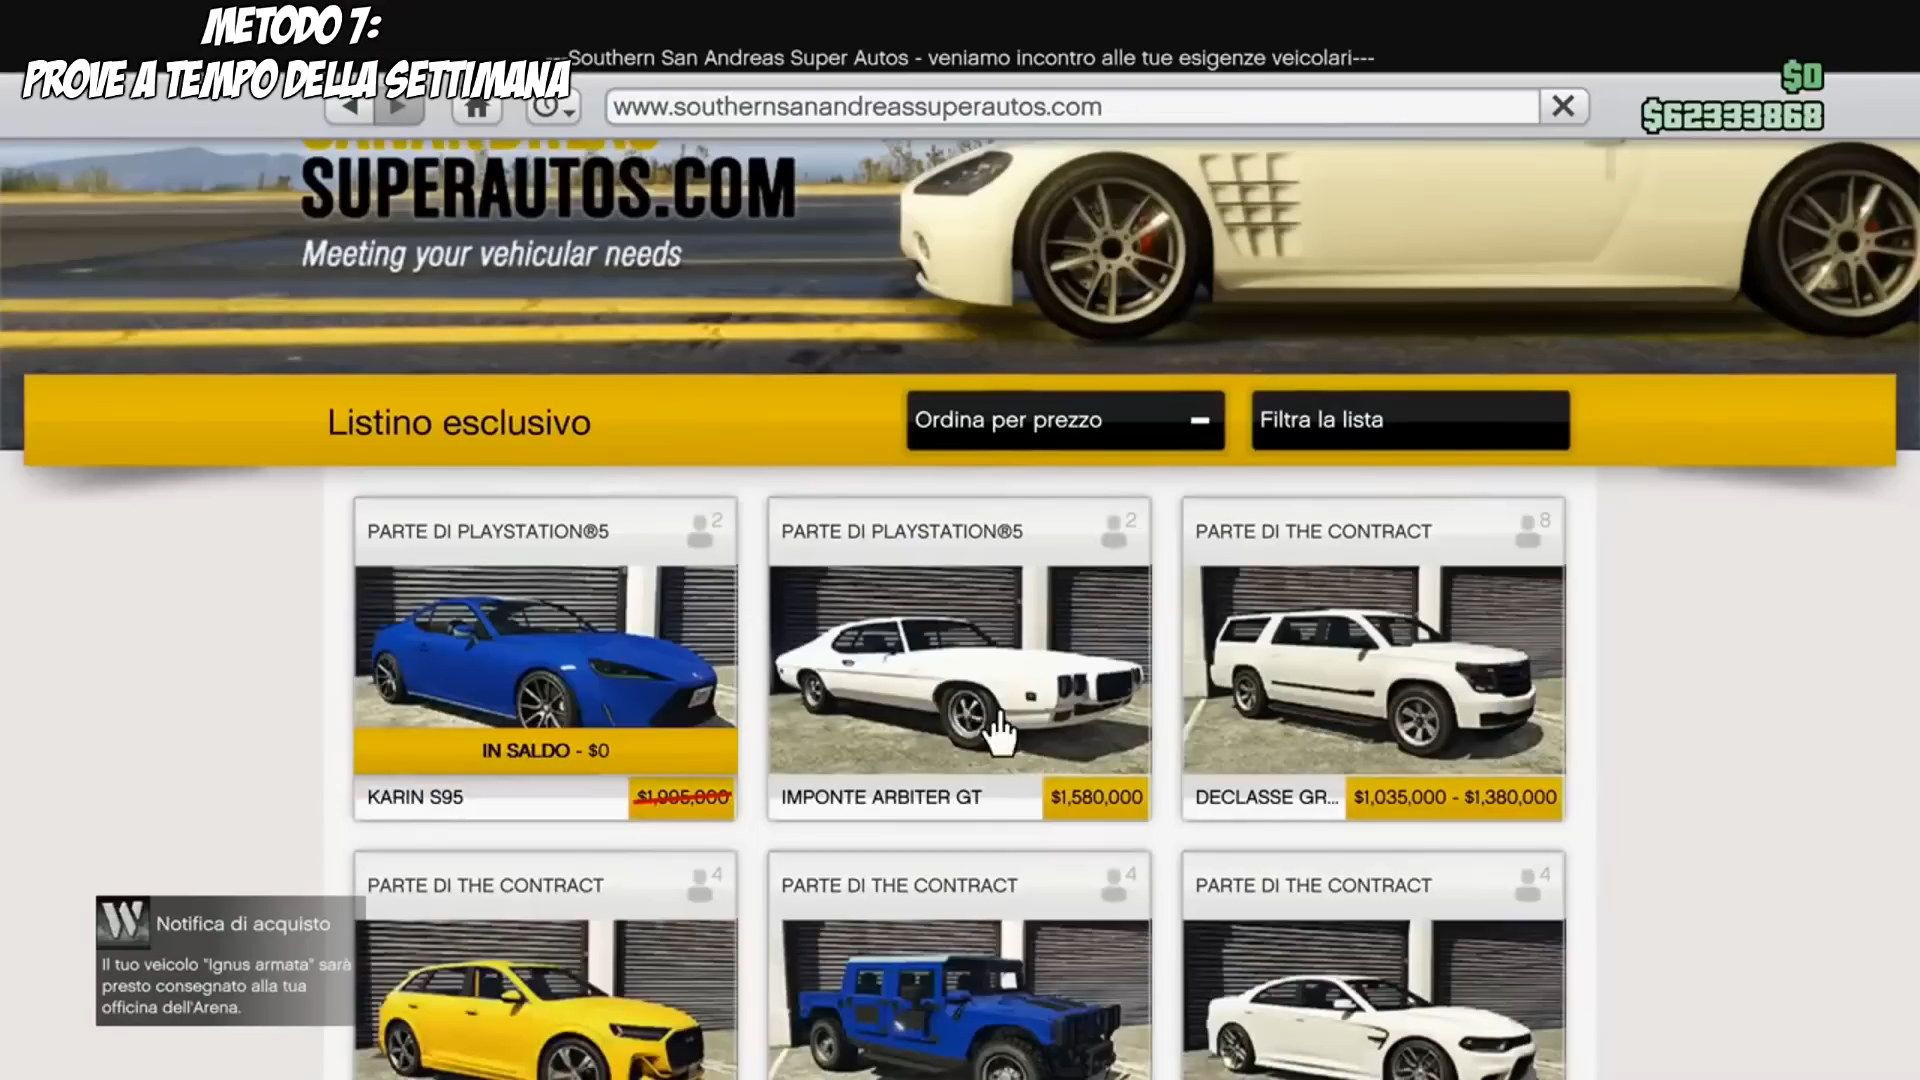 METODO 7:
PROVE A TEMPO DELLA SETTIMANA
---Southern San Andreas Super Autos - veniamo incontro alle tue esigenze veicolari---
$0
www.southernsanandreassuperautos.com
$62333868
SANANDREAS
SUPERAUTOS.COM
Meeting your vehicular needs
Listino esclusivo
Ordina per prezzo
Filtra la lista
PARTE DI PLAYSTATION®5
2
PARTE DI PLAYSTATION®5
2
PARTE DI THE CONTRACT
8
IN SALDO - $0
KARIN S95
$1,995,000
IMPONTE ARBITER GT
$1,580,000
DECLASSE GR...
$1,035,000 - $1,380,000
PARTE DI THE CONTRACT
4
PARTE DI THE CONTRACT
4
PARTE DI THE CONTRACT
4
Notifica di acquisto
Il tuo veicolo "Ignus armata" sarà
presto consegnato alla tua
officina dell'Arena.